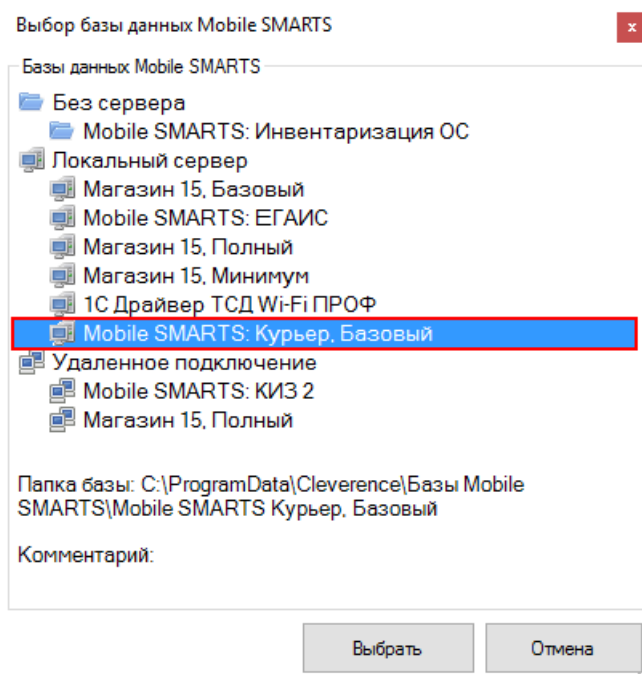 Выбор базы данных Mobile SMARTS
x
Базы данных Mobile SMARTS
Без сервера
Mobile SMARTS: Инвентаризация ОС
Локальный сервер
Магазин 15, Базовый
Mobile SMARTS: ЕГАИС
Магазин 15, Полный
Магазин 15, Минимум
1С Драйвер ТСД Wi-Fi ПРОФ
Mobile SMARTS: Курьер, Базовый
Удаленное подключение
Mobile SMARTS: КИЗ 2
Магазин 15, Полный
Папка базы: C:\ProgramData\Cleverence\Базы Mobile
SMARTS\Mobile SMARTS Курьер, Базовый
Комментарий:
Выбрать Отмена